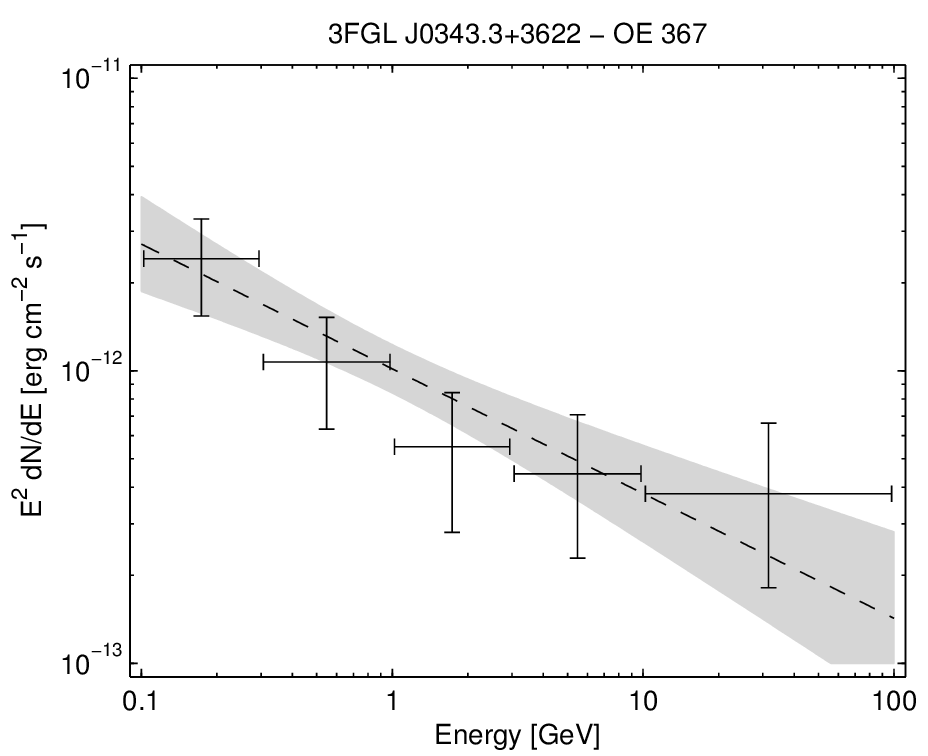 3FGL J0343.3+3622 − OE 367
10⁻¹¹
10⁻¹²
10⁻¹³
E² dN/dE [erg cm⁻² s⁻¹]
0.1 1 10 100
Energy [GeV]